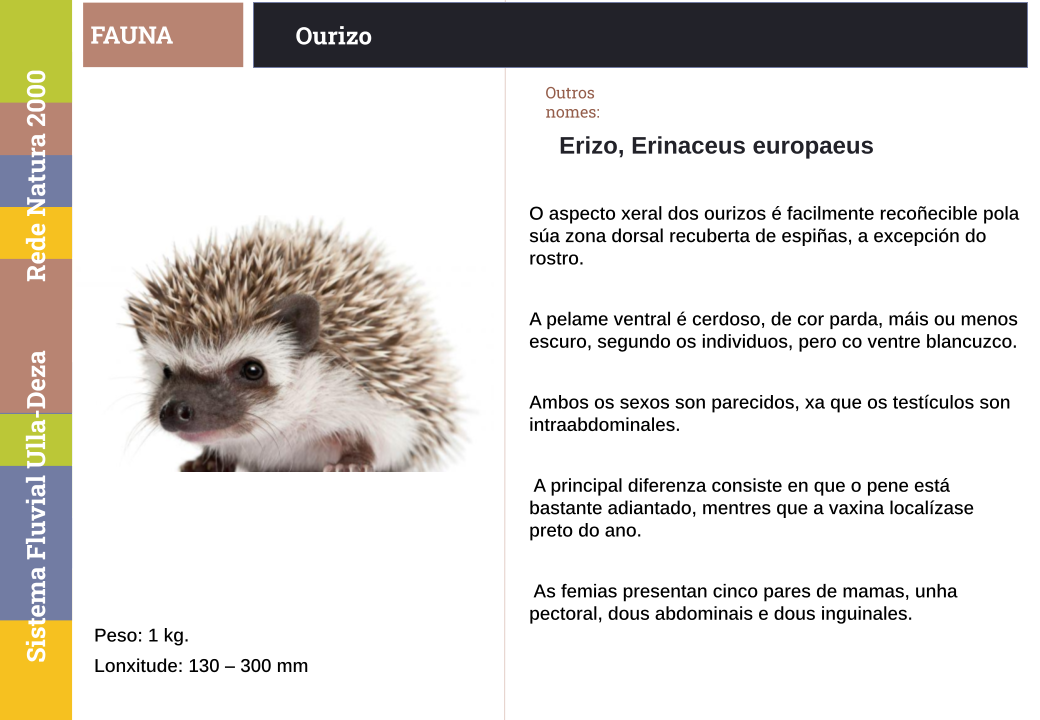 FAUNA
Ourizo
Rede Natura 2000
Sistema Fluvial Ulla-Deza
Outros
nomes:
Erizo, Erinaceus europaeus
O aspecto xeral dos ourizos é facilmente recoñecible pola
súa zona dorsal recuberta de espiñas, a excepción do
rostro.
A pelame ventral é cerdoso, de cor parda, máis ou menos
escuro, segundo os individuos, pero co ventre blancuzco.
Ambos os sexos son parecidos, xa que os testículos son
intraabdominales.
A principal diferenza consiste en que o pene está
bastante adiantado, mentres que a vaxina localízase
preto do ano.
As femias presentan cinco pares de mamas, unha
pectoral, dous abdominais e dous inguinales.
Peso: 1 kg.
Lonxitude: 130 – 300 mm